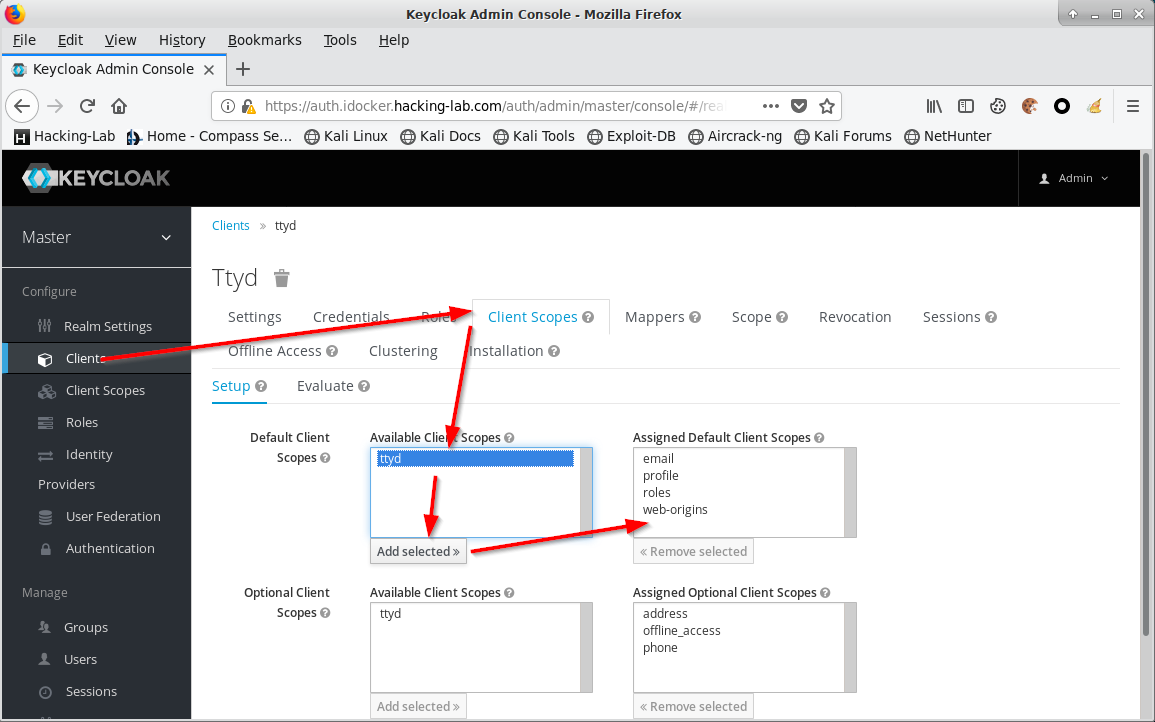 Keycloak Admin Console - Mozilla Firefox
File Edit View History Bookmarks Tools Help
Keycloak Admin Console
https://auth.idocker.hacking-lab.com/auth/admin/master/console/#/rea
Hacking-Lab Home - Compass Se… Kali Linux Kali Docs Kali Tools Exploit-DB Aircrack-ng Kali Forums NetHunter
KEYCLOAK Admin
Master
Clients » ttyd
Ttyd
Configure
Realm Settings
Clients
Client Scopes
Roles
Identity
Providers
User Federation
Authentication
Manage
Groups
Users
Sessions
Settings Credentials Roles Client Scopes Mappers Scope Revocation Sessions
Offline Access Clustering Installation
Setup Evaluate
Default Client
Scopes
Available Client Scopes
ttyd
Add selected »
Assigned Default Client Scopes
email
profile
roles
web-origins
« Remove selected
Optional Client
Scopes
Available Client Scopes
ttyd
Add selected »
Assigned Optional Client Scopes
address
offline_access
phone
« Remove selected